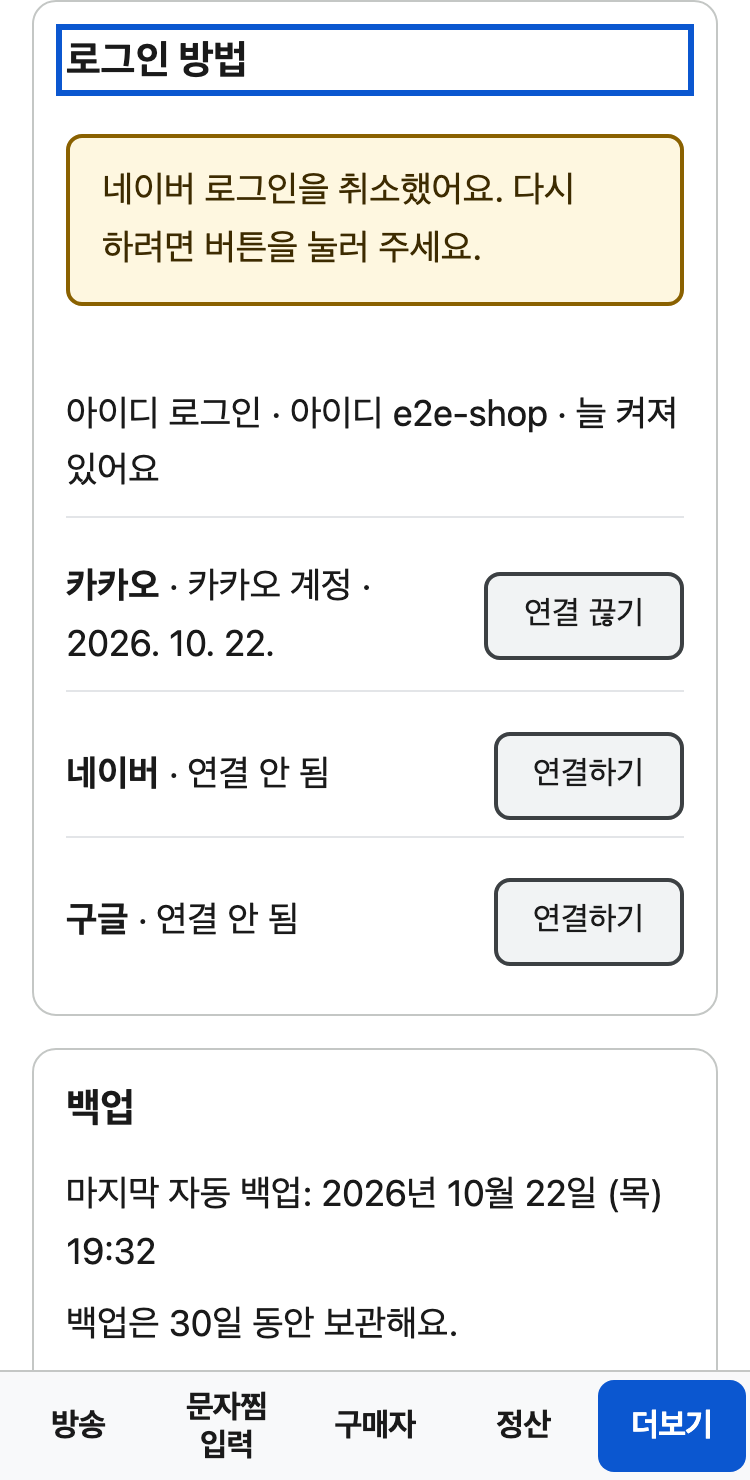 로그인 방법
네이버 로그인을 취소했어요. 다시
하려면 버튼을 눌러 주세요.
아이디 로그인 · 아이디 e2e-shop · 늘 켜져
있어요
카카오 · 카카오 계정 ·
2026. 10. 22.
연결 끊기
네이버 · 연결 안 됨
연결하기
구글 · 연결 안 됨
연결하기
백업
마지막 자동 백업: 2026년 10월 22일 (목)
19:32
백업은 30일 동안 보관해요.
방송
문자찜
입력
구매자
정산
더보기